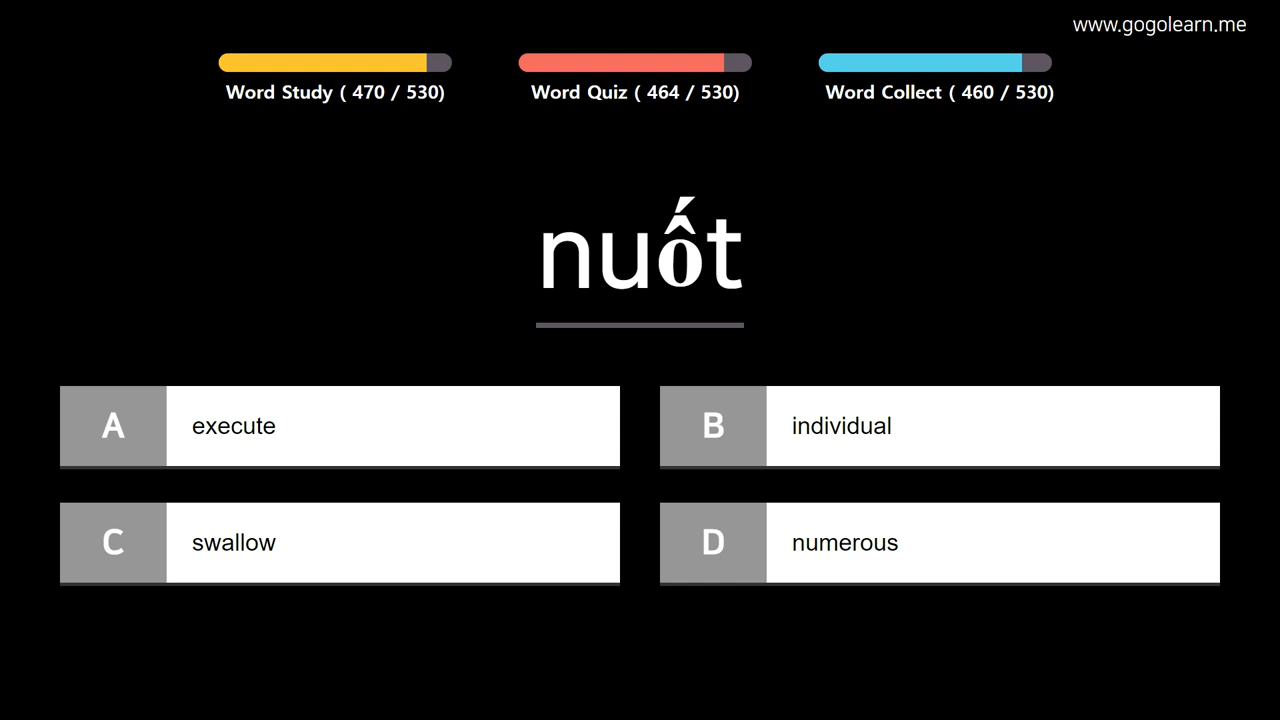 www.gogolearn.me
Word Study ( 470 / 530)
Word Quiz ( 464 / 530)
Word Collect ( 460 / 530)
nuốt
A execute
B individual
C swallow
D numerous